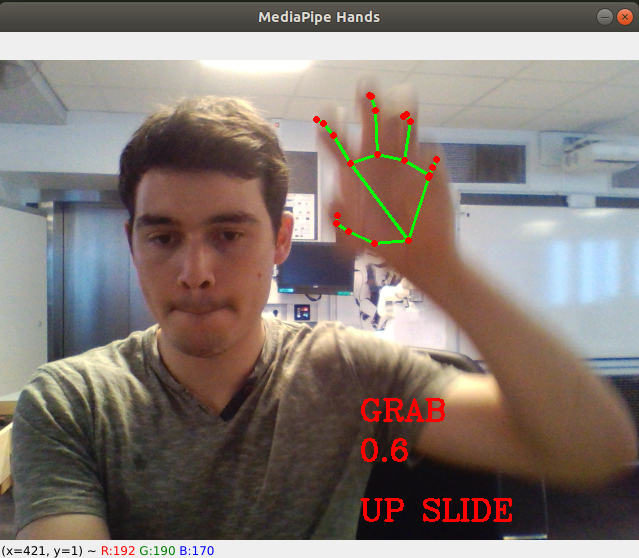 MediaPipe Hands
GRAB
0.6
UP SLIDE
(x=421, y=1) ~ R:192 G:190 B:170